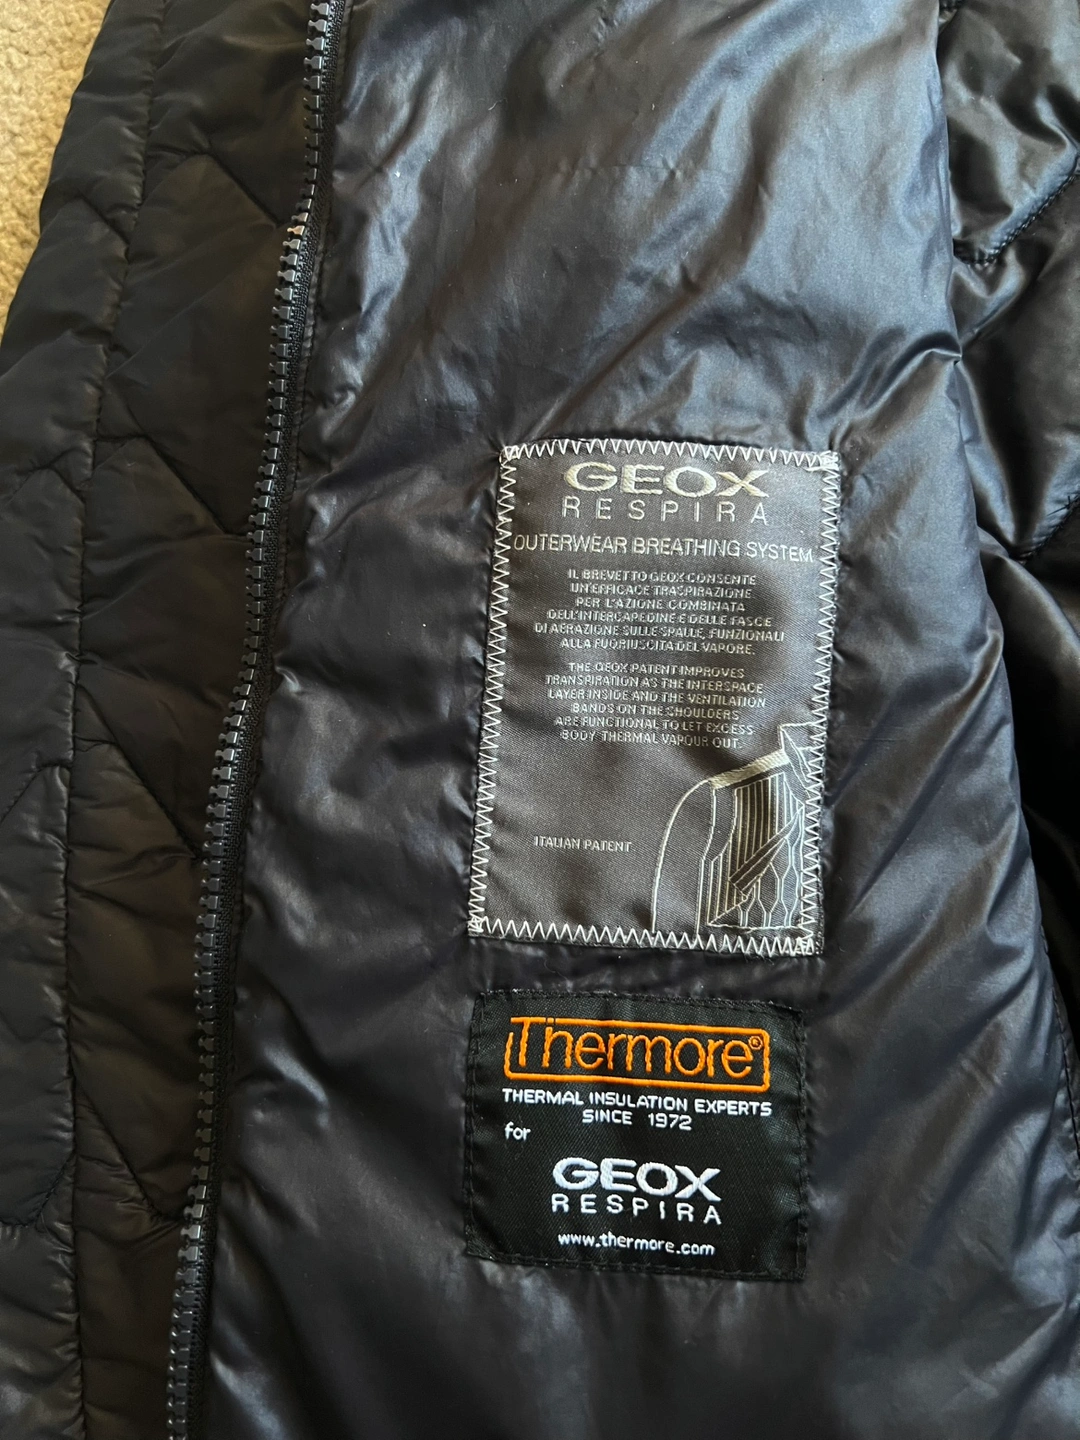 GEOX
RESPIRA
OUTERWEAR BREATHING SYSTEM
IL BREVETTO GEOX CONSENTE
UN'EFFICACE TRASPIRAZIONE
PER L'AZIONE COMBINATA
DELL'INTERCAPEDINE E DELLE FASCE
DI AERAZIONE SULLE SPALLE, FUNZIONALI
ALLA FUORIUSCITA DEL VAPORE.
THE GEOX PATENT IMPROVES
TRANSPIRATION AS THE INTERSPACE
LAYER INSIDE AND THE VENTILATION
BANDS ON THE SHOULDERS
ARE FUNCTIONAL TO LET EXCESS
BODY THERMAL VAPOUR OUT.
ITALIAN PATENT
Thermore®
THERMAL INSULATION EXPERTS
SINCE 1972
for
GEOX
RESPIRA
www.thermore.com